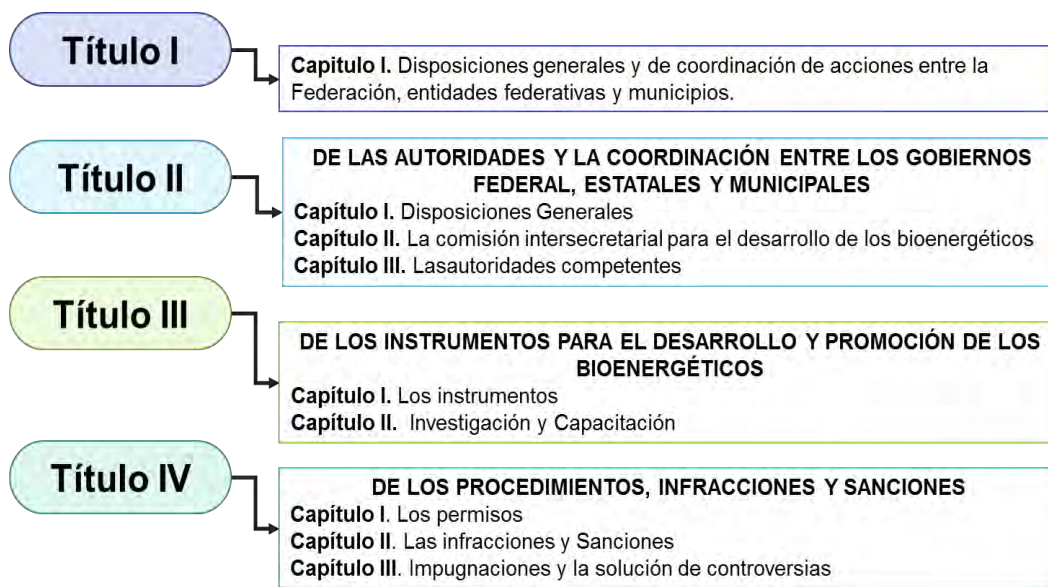 Título I
Capitulo I. Disposiciones generales y de coordinación de acciones entre la
Federación, entidades federativas y municipios.
Título II
DE LAS AUTORIDADES Y LA COORDINACIÓN ENTRE LOS GOBIERNOS
FEDERAL, ESTATALES Y MUNICIPALES
Capítulo I. Disposiciones Generales
Capítulo II. La comisión intersecretarial para el desarrollo de los bioenergéticos
Capítulo III. Lasautoridades competentes
Título III
DE LOS INSTRUMENTOS PARA EL DESARROLLO Y PROMOCIÓN DE LOS
BIOENERGÉTICOS
Capítulo I. Los instrumentos
Capítulo II. Investigación y Capacitación
Título IV
DE LOS PROCEDIMIENTOS, INFRACCIONES Y SANCIONES
Capítulo I. Los permisos
Capítulo II. Las infracciones y Sanciones
Capítulo III. Impugnaciones y la solución de controversias